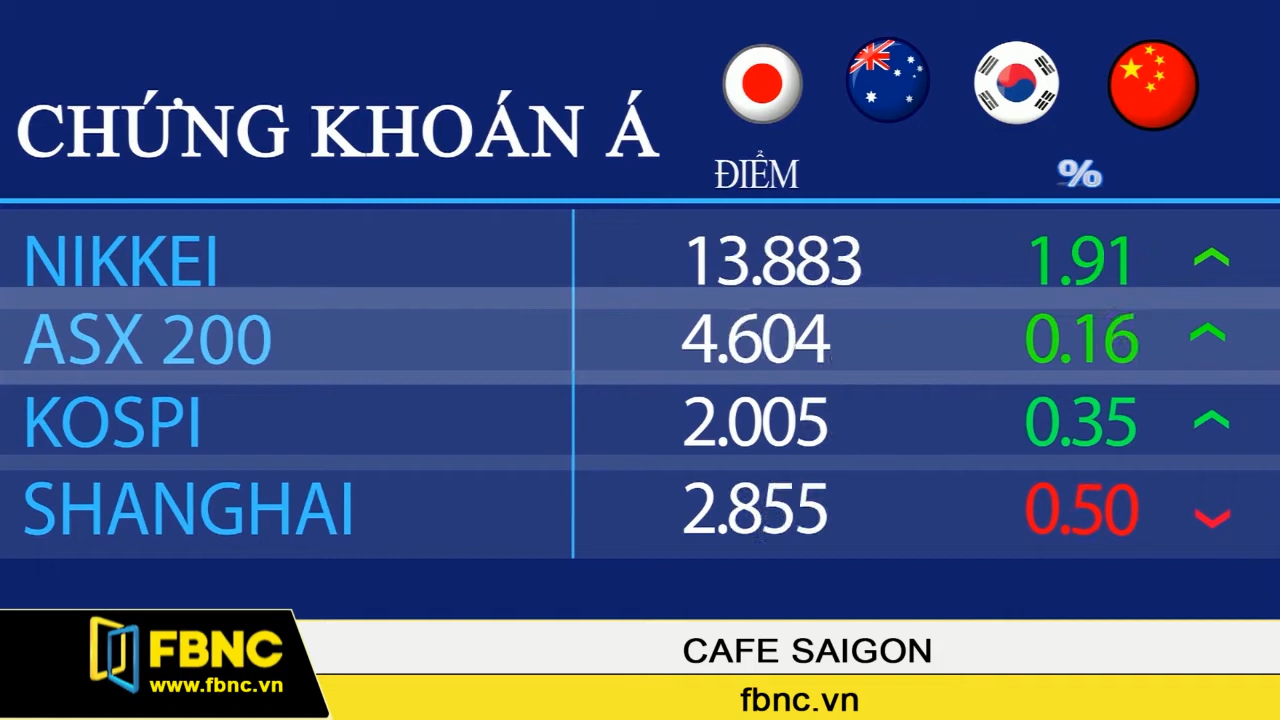 CHỨNG KHOÁN Á
ĐIỂM %
NIKKEI 13.883 1.91
ASX 200 4.604 0.16
KOSPI 2.005 0.35
SHANGHAI 2.855 0.50
FBNC
www.fbnc.vn
CAFE SAIGON
fbnc.vn